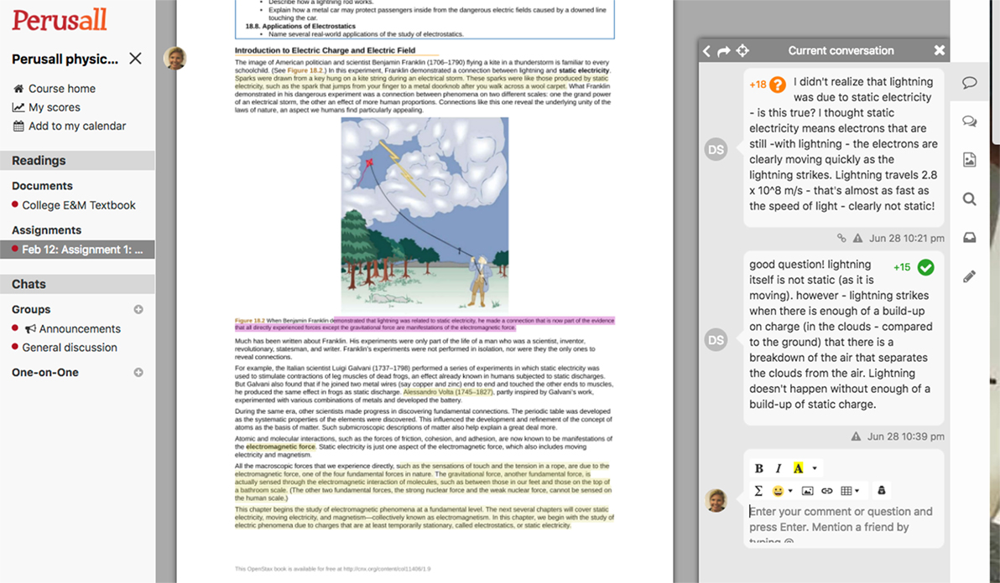 Perusall
Perusall physic...
Course home
My scores
Add to my calendar
Readings
Documents
College E&M Textbook
Assignments
Feb 12: Assignment 1: ...
Chats
Groups
Announcements
General discussion
One-on-One
• Describe how a lightning rod works.
• Explain how a metal car may protect passengers inside from the dangerous electric fields caused by a downed line
touching the car.
18.8. Applications of Electrostatics
• Name several real-world applications of the study of electrostatics.
Introduction to Electric Charge and Electric Field
The image of American politician and scientist Benjamin Franklin (1706–1790) flying a kite in a thunderstorm is familiar to every
schoolchild. (See Figure 18.2.) In this experiment, Franklin demonstrated a connection between lightning and static electricity.
Sparks were drawn from a key hung on a kite string during an electrical storm. These sparks were like those produced by static
electricity, such as the spark that jumps from your finger to a metal doorknob after you walk across a wool carpet. What Franklin
demonstrated in his dangerous experiment was a connection between phenomena on two different scales: one the grand power
of an electrical storm, the other an effect of more human proportions. Connections like this one reveal the underlying unity of the
laws of nature, an aspect we humans find particularly appealing.
Figure 18.2 When Benjamin Franklin demonstrated that lightning was related to static electricity, he made a connection that is now part of the evidence
that all directly experienced forces except the gravitational force are manifestations of the electromagnetic force.
Much has been written about Franklin. His experiments were only part of the life of a man who was a scientist, inventor,
revolutionary, statesman, and writer. Franklin's experiments were not performed in isolation, nor were they the only ones to
reveal connections.
For example, the Italian scientist Luigi Galvani (1737–1798) performed a series of experiments in which static electricity was
used to stimulate contractions of leg muscles of dead frogs, an effect already known in humans subjected to static discharges.
But Galvani also found that if he joined two metal wires (say copper and zinc) end to end and touched the other ends to muscles,
he produced the same effect in frogs as static discharge. Alessandro Volta (1745–1827), partly inspired by Galvani's work,
experimented with various combinations of metals and developed the battery.
During the same era, other scientists made progress in discovering fundamental connections. The periodic table was developed
as the systematic properties of the elements were discovered. This influenced the development and refinement of the concept of
atoms as the basis of matter. Such submicroscopic descriptions of matter also help explain a great deal more.
Atomic and molecular interactions, such as the forces of friction, cohesion, and adhesion, are now known to be manifestations of
the electromagnetic force. Static electricity is just one aspect of the electromagnetic force, which also includes moving
electricity and magnetism.
All the macroscopic forces that we experience directly, such as the sensations of touch and the tension in a rope, are due to the
electromagnetic force, one of the four fundamental forces in nature. The gravitational force, another fundamental force, is
actually sensed through the electromagnetic interaction of molecules, such as between those in our feet and those on the top of
a bathroom scale. (The other two fundamental forces, the strong nuclear force and the weak nuclear force, cannot be sensed on
the human scale.)
This chapter begins the study of electromagnetic phenomena at a fundamental level. The next several chapters will cover static
electricity, moving electricity, and magnetism—collectively known as electromagnetism. In this chapter, we begin with the study of
electric phenomena due to charges that are at least temporarily stationary, called electrostatics, or static electricity.
This OpenStax book is available for free at http://cnx.org/content/col11406/1.9
Current conversation
DS
+18 ? I didn't realize that lightning
was due to static electricity
- is this true? I thought static
electricity means electrons that are
still -with lightning - the electrons are
clearly moving quickly as the
lightning strikes. Lightning travels 2.8
x 10^8 m/s - that's almost as fast as
the speed of light - clearly not static!
Jun 28 10:21 pm
DS
good question! lightning +15
itself is not static (as it is
moving). however - lightning strikes
when there is enough of a build-up
on charge (in the clouds - compared
to the ground) that there is a
breakdown of the air that separates
the clouds from the air. Lightning
doesn't happen without enough of a
build-up of static charge.
Jun 28 10:39 pm
B I A
Σ
Enter your comment or question and
press Enter. Mention a friend by
typing @